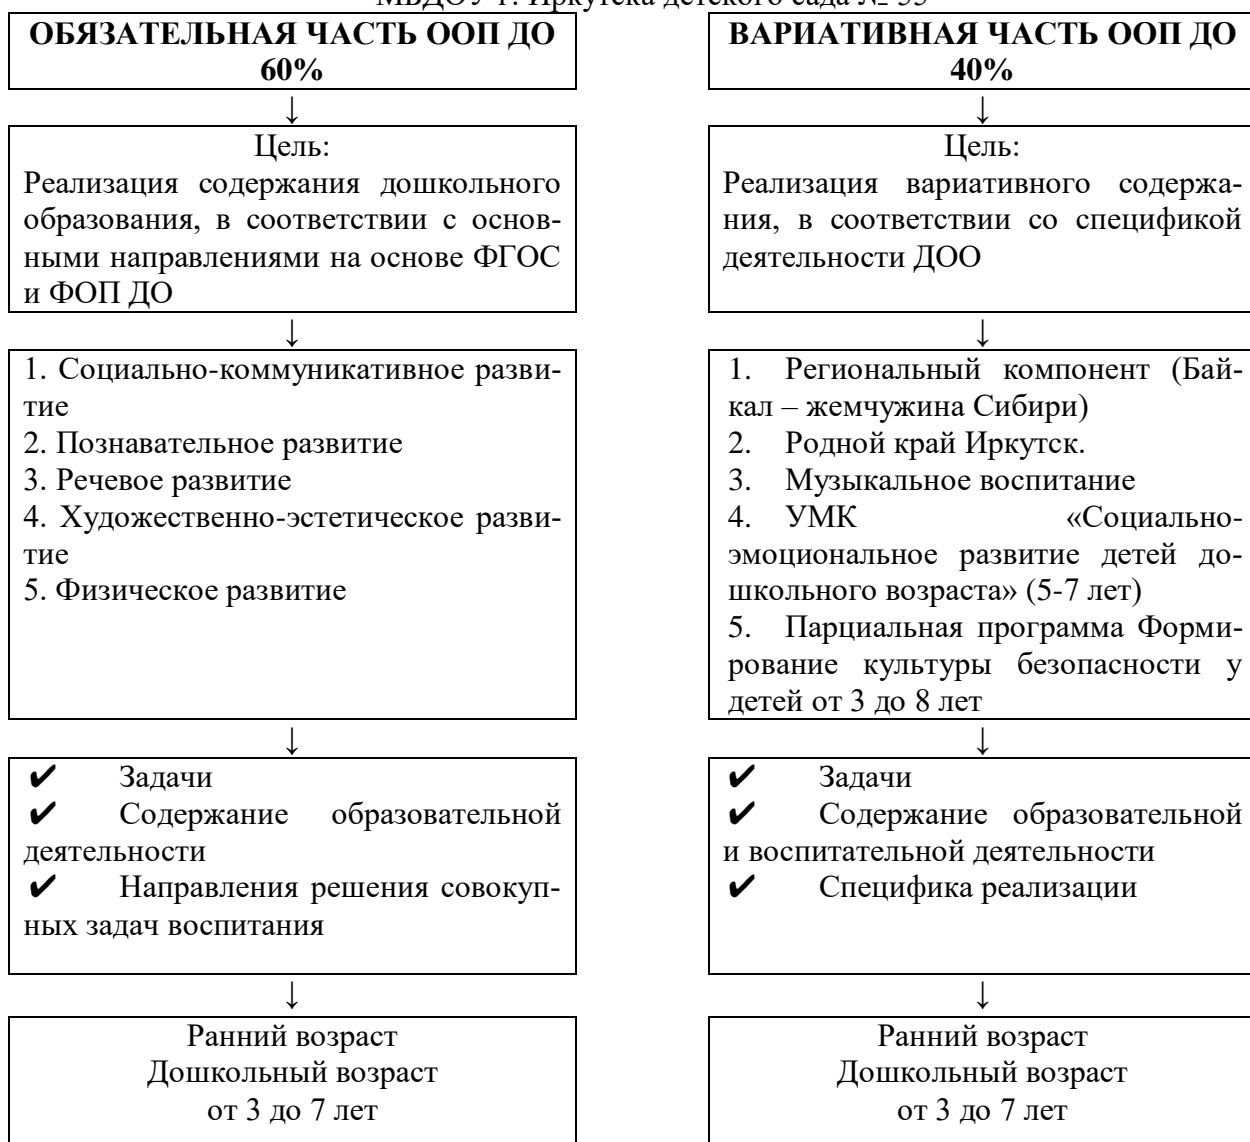 МБДОУ г. Иркутска детского сада №
ОБЯЗАТЕЛЬНАЯ ЧАСТЬ ООП ДО
60%
↓
Цель:
Реализация содержания дошкольного
образования, в соответствии с основ-
ными направлениями на основе ФГОС
и ФОП ДО
↓
1. Социально-коммуникативное разви-
тие
2. Познавательное развитие
3. Речевое развитие
4. Художественно-эстетическое разви-
тие
5. Физическое развитие
↓
✔ Задачи
✔ Содержание образовательной
деятельности
✔ Направления решения совокуп-
ных задач воспитания
↓
Ранний возраст
Дошкольный возраст
от 3 до 7 лет
ВАРИАТИВНАЯ ЧАСТЬ ООП ДО
40%
↓
Цель:
Реализация вариативного содержа-
ния, в соответствии со спецификой
деятельности ДОО
↓
1. Региональный компонент (Бай-
кал – жемчужина Сибири)
2. Родной край Иркутск.
3. Музыкальное воспитание
4. УМК «Социально-
эмоциональное развитие детей до-
школьного возраста» (5-7 лет)
5. Парциальная программа Форми-
рование культуры безопасности у
детей от 3 до 8 лет
↓
✔ Задачи
✔ Содержание образовательной
и воспитательной деятельности
✔ Специфика реализации
↓
Ранний возраст
Дошкольный возраст
от 3 до 7 лет